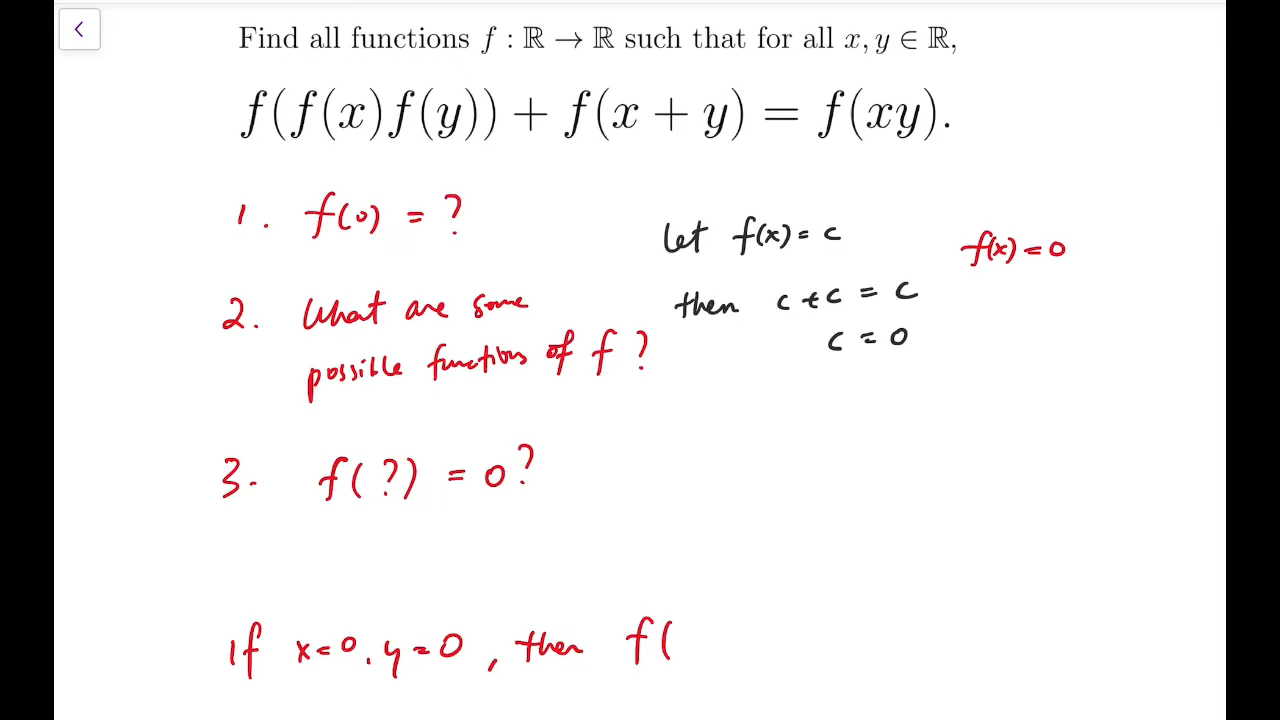 Find all functions f : ℝ → ℝ such that for all x, y ∈ ℝ,
f(f(x)f(y)) + f(x + y) = f(xy).
1. f(0) = ?
let f(x) = c
f(x) = 0
2. What are some
then c + c = c
possible functions of f ?
c = 0
3. f( ? ) = 0 ?
If x=0, y=0, then f(